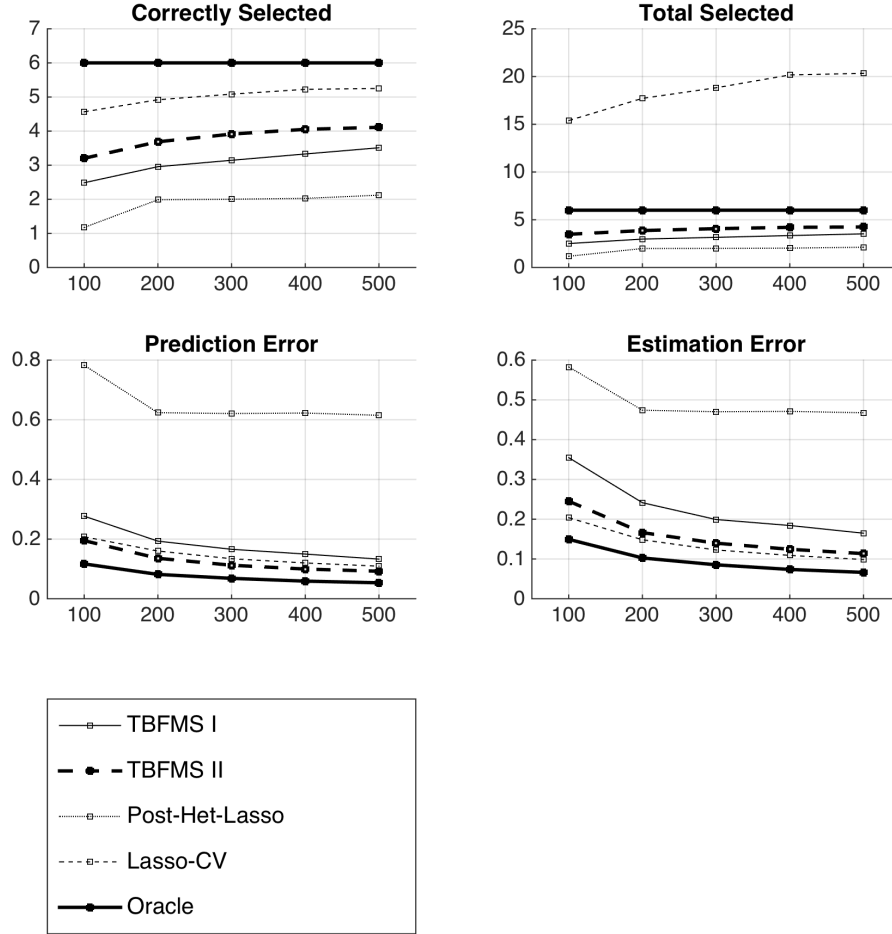 Correctly Selected
7
6
5
4
3
2
1
0
100 200 300 400 500
Total Selected
25
20
15
10
5
0
100 200 300 400 500
Prediction Error
0.8
0.6
0.4
0.2
0
100 200 300 400 500
Estimation Error
0.6
0.5
0.4
0.3
0.2
0.1
0
100 200 300 400 500
TBFMS I
TBFMS II
Post-Het-Lasso
Lasso-CV
Oracle